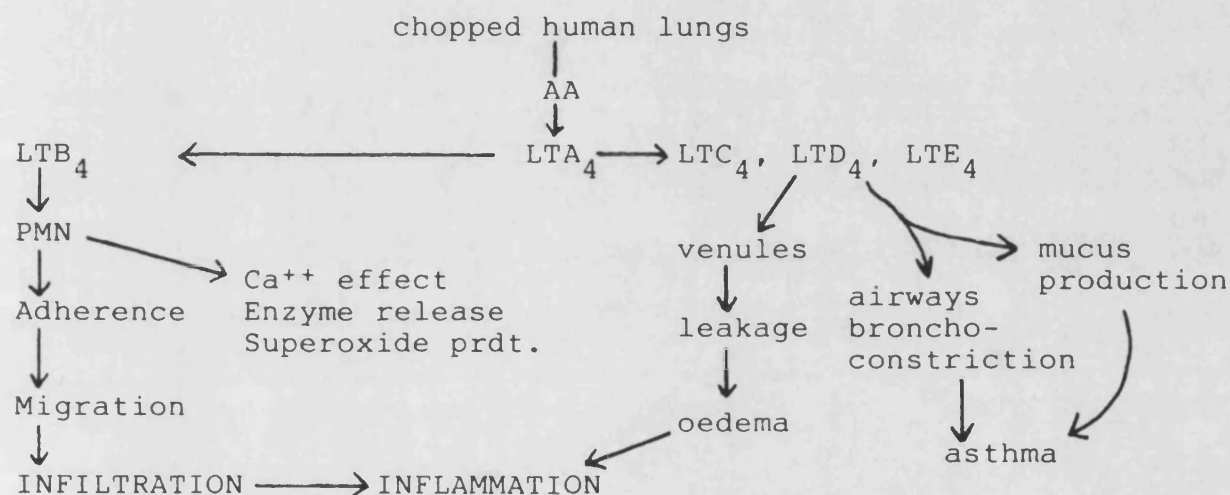 chopped human lungs
AA
LTB4
LTA4
LTC4, LTD4, LTE4
PMN
Ca++ effect
Enzyme release
Superoxide prdt.
Adherence
Migration
INFILTRATION
INFLAMMATION
venules
leakage
oedema
airways
broncho-
constriction
mucus
production
asthma